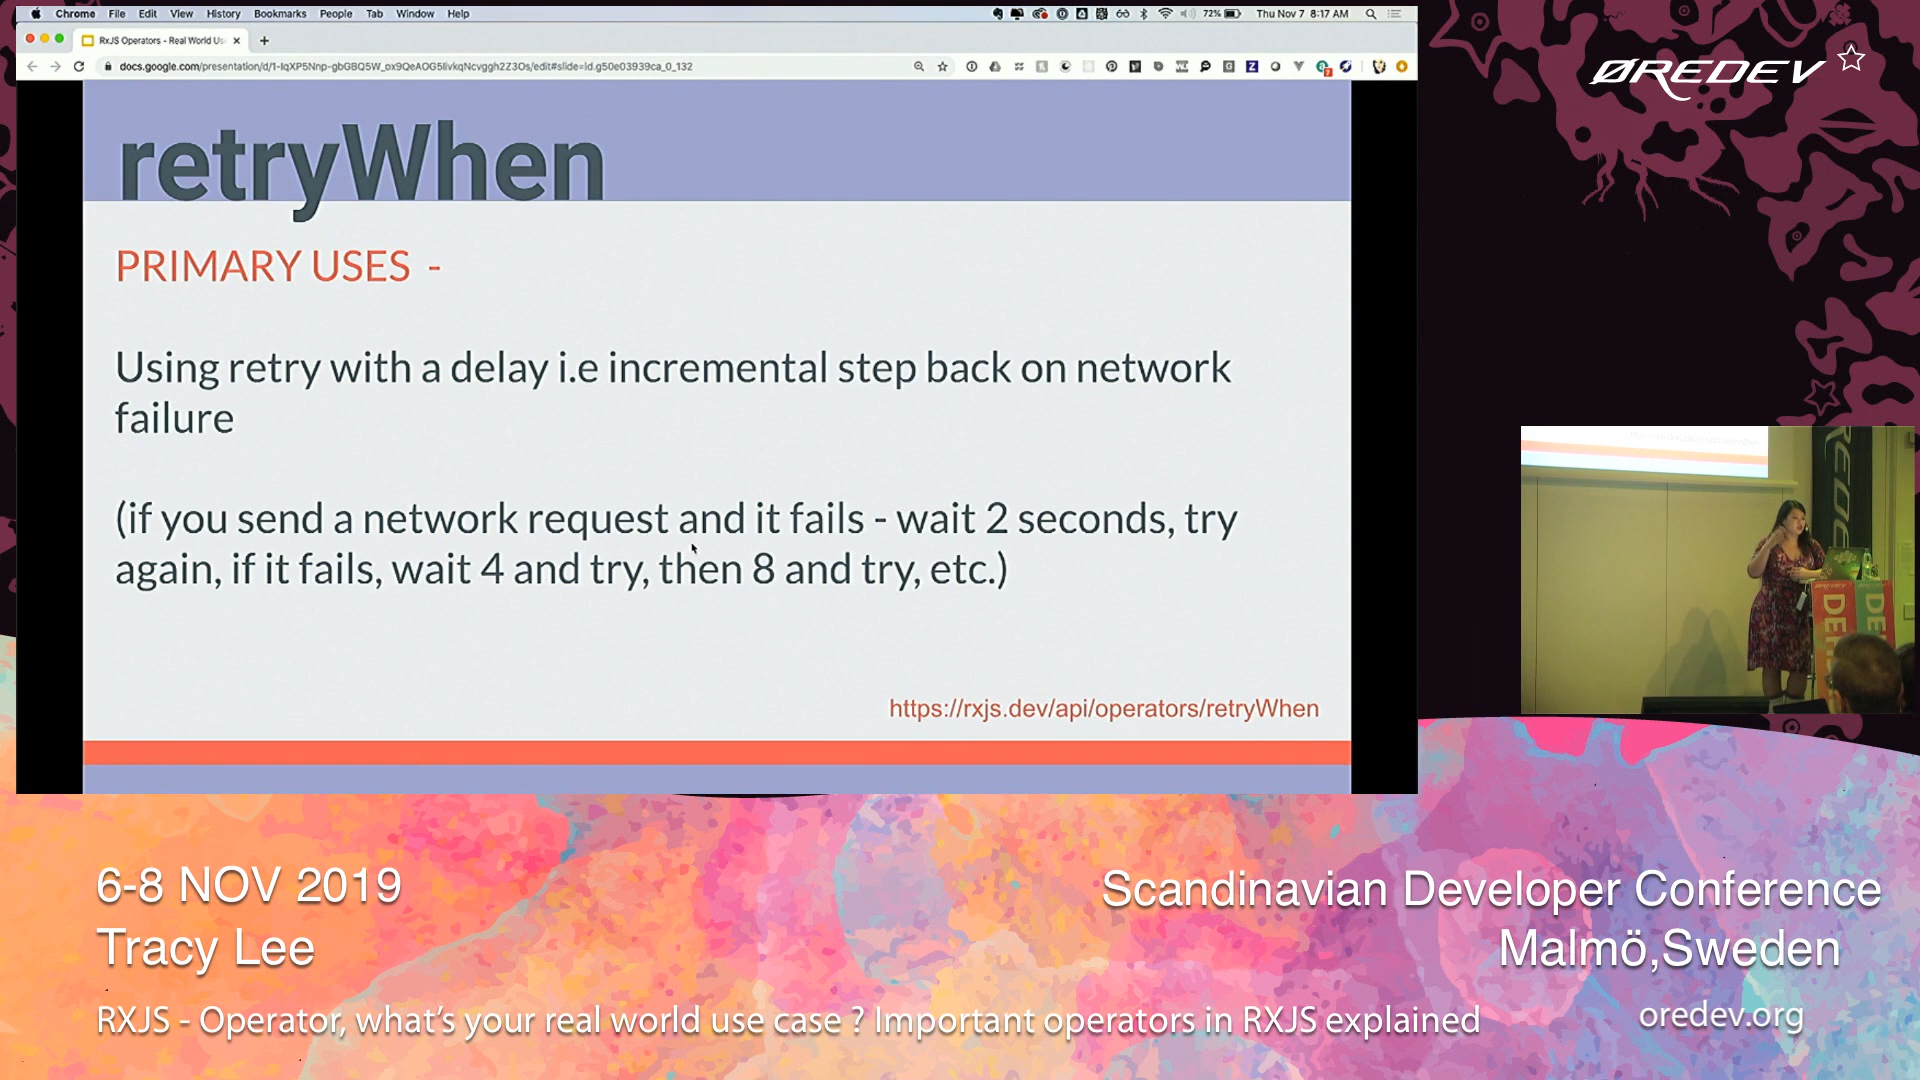 Chrome File Edit View History Bookmarks People Tab Window Help
72% Thu Nov 7 8:17 AM
RxJS Operators - Real World Us
docs.google.com/presentation/d/1-IqXP5Nnp-gbGBQ5W_ox9QeAOG5IivkqNcvggh2Z3Os/edit#slide=id.g50e03939ca_0_132
ØREDEV
retryWhen
PRIMARY USES -
Using retry with a delay i.e incremental step back on network
failure
(if you send a network request and it fails - wait 2 seconds, try
again, if it fails, wait 4 and try, then 8 and try, etc.)
https://rxjs.dev/api/operators/retryWhen
6-8 NOV 2019
Tracy Lee
RXJS - Operator, what's your real world use case ? Important operators in RXJS explained
Scandinavian Developer Conference
Malmö,Sweden
oredev.org